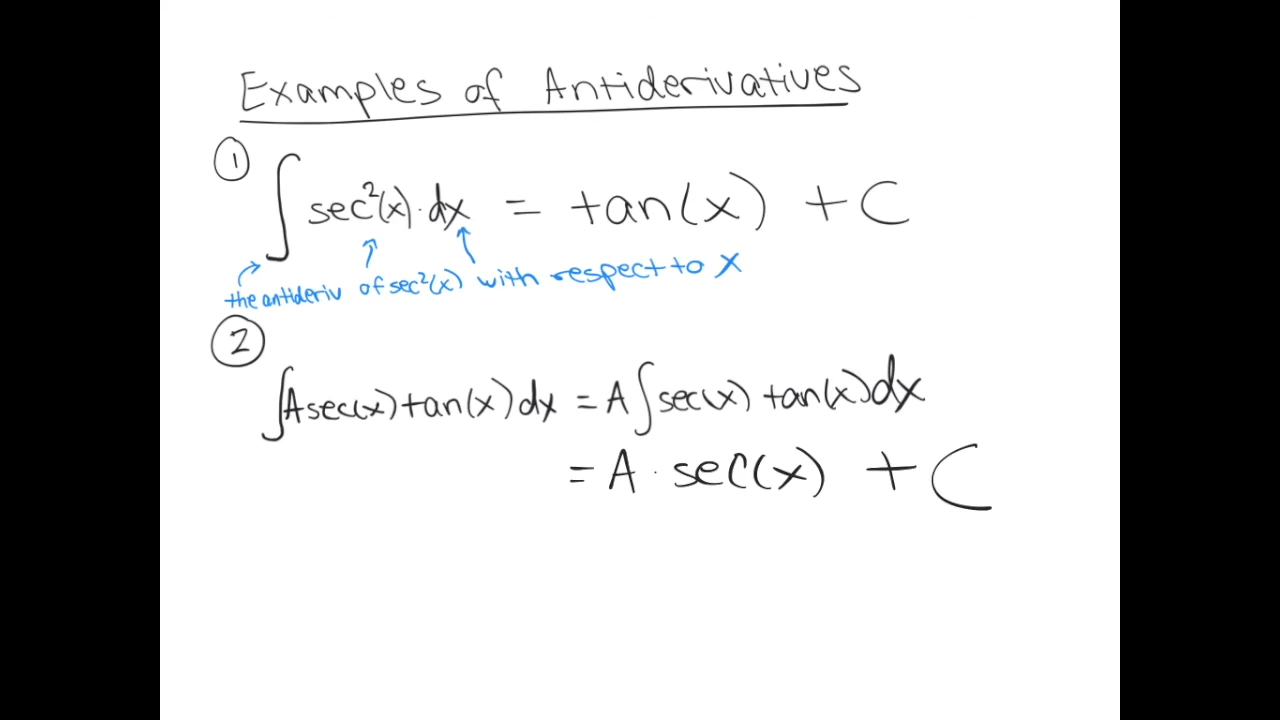 Examples of Antiderivatives
①
∫ sec²(x)·dx = tan(x) + C
the antideriv of sec²(x) with respect to x
②
∫A sec(x) tan(x) dx = A ∫ sec(x) tan(x) dx
= A · sec(x) + C